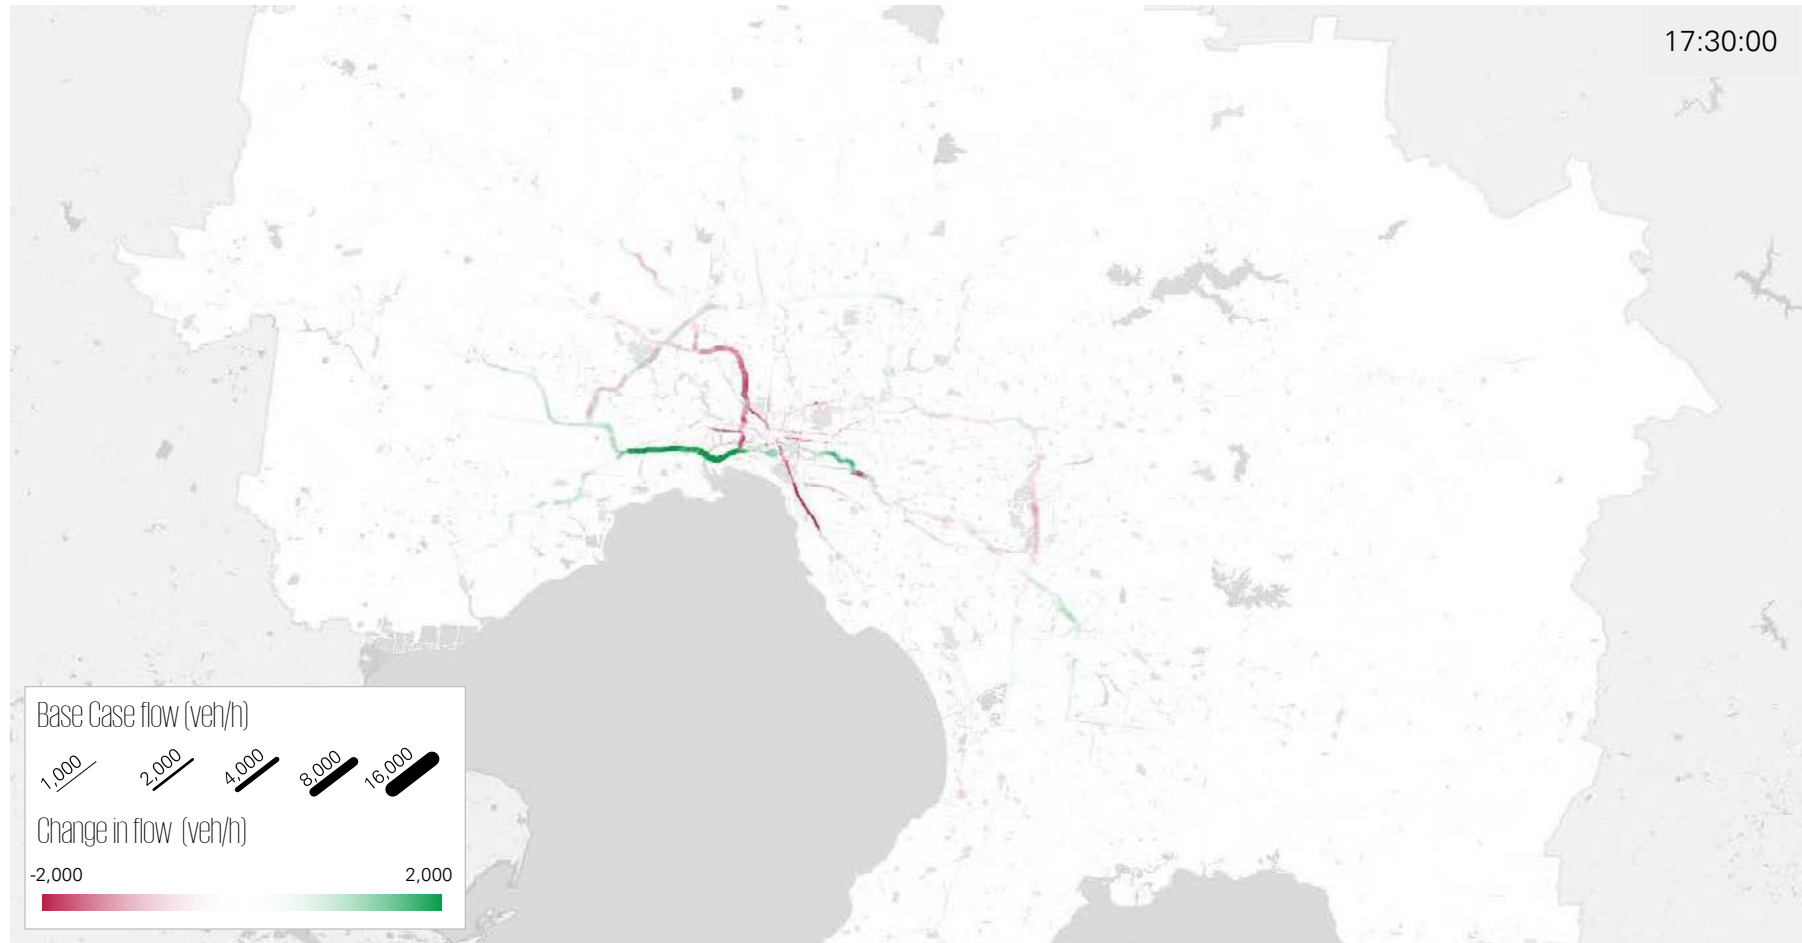 17:30:00
Base Case flow (veh/h)
1,000 2,000 4,000 8,000 16,000
Change in flow (veh/h)
-2,000 2,000